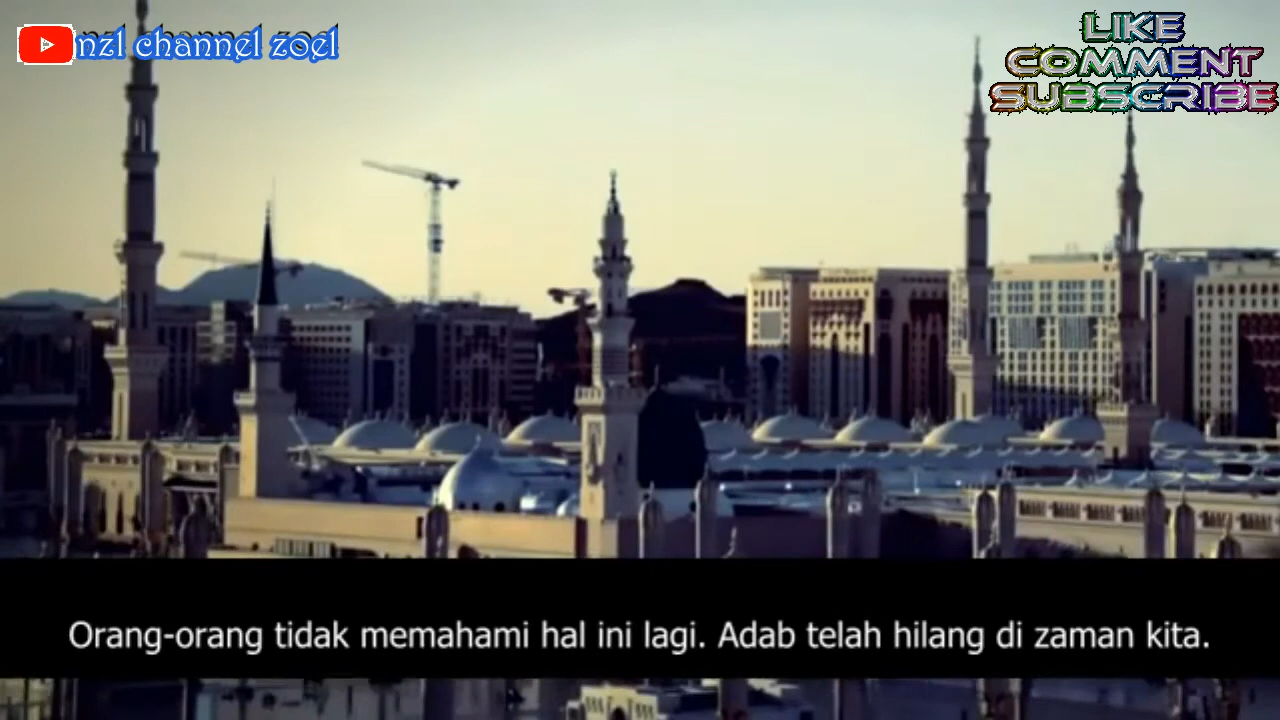 nzl channel zoel
LIKE
COMMENT
SUBSCRIBE
Orang-orang tidak memahami hal ini lagi. Adab telah hilang di zaman kita.